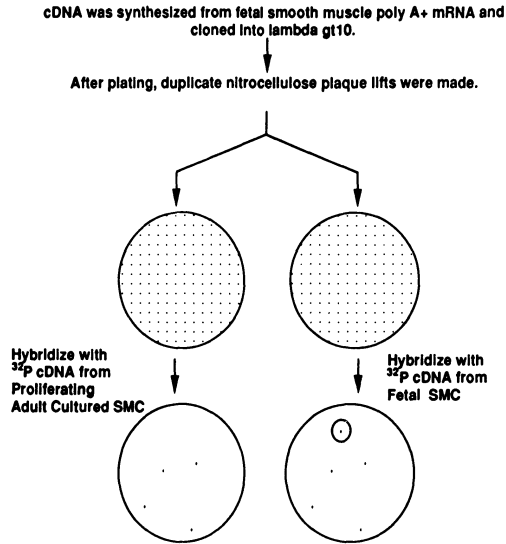 cDNA was synthesized from fetal smooth muscle poly A+ mRNA and
cloned into lambda gt10.
After plating, duplicate nitrocellulose plaque lifts were made.
Hybridize with
32P cDNA from
Proliferating
Adult Cultured SMC
Hybridize with
32P cDNA from
Fetal SMC